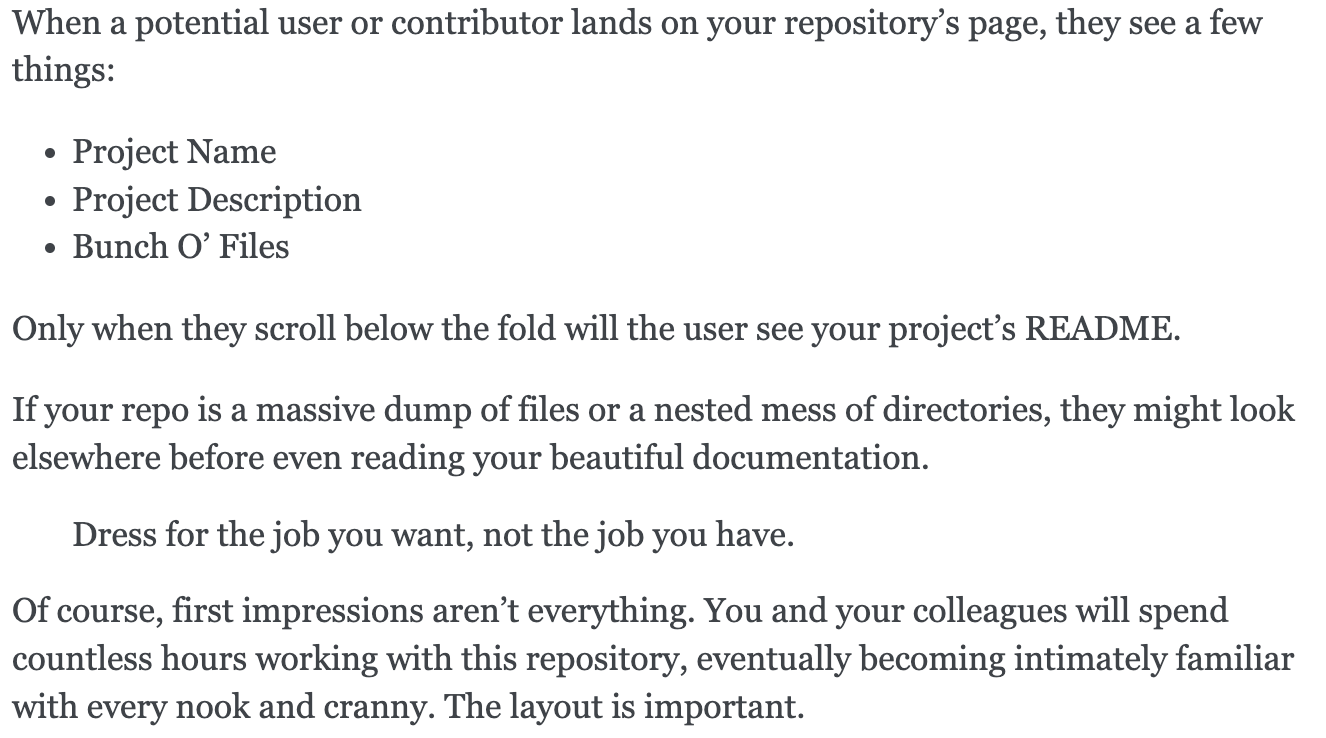 When a potential user or contributor lands on your repository’s page, they see a few
things:
• Project Name
• Project Description
• Bunch O’ Files
Only when they scroll below the fold will the user see your project’s README.
If your repo is a massive dump of files or a nested mess of directories, they might look
elsewhere before even reading your beautiful documentation.
Dress for the job you want, not the job you have.
Of course, first impressions aren’t everything. You and your colleagues will spend
countless hours working with this repository, eventually becoming intimately familiar
with every nook and cranny. The layout is important.